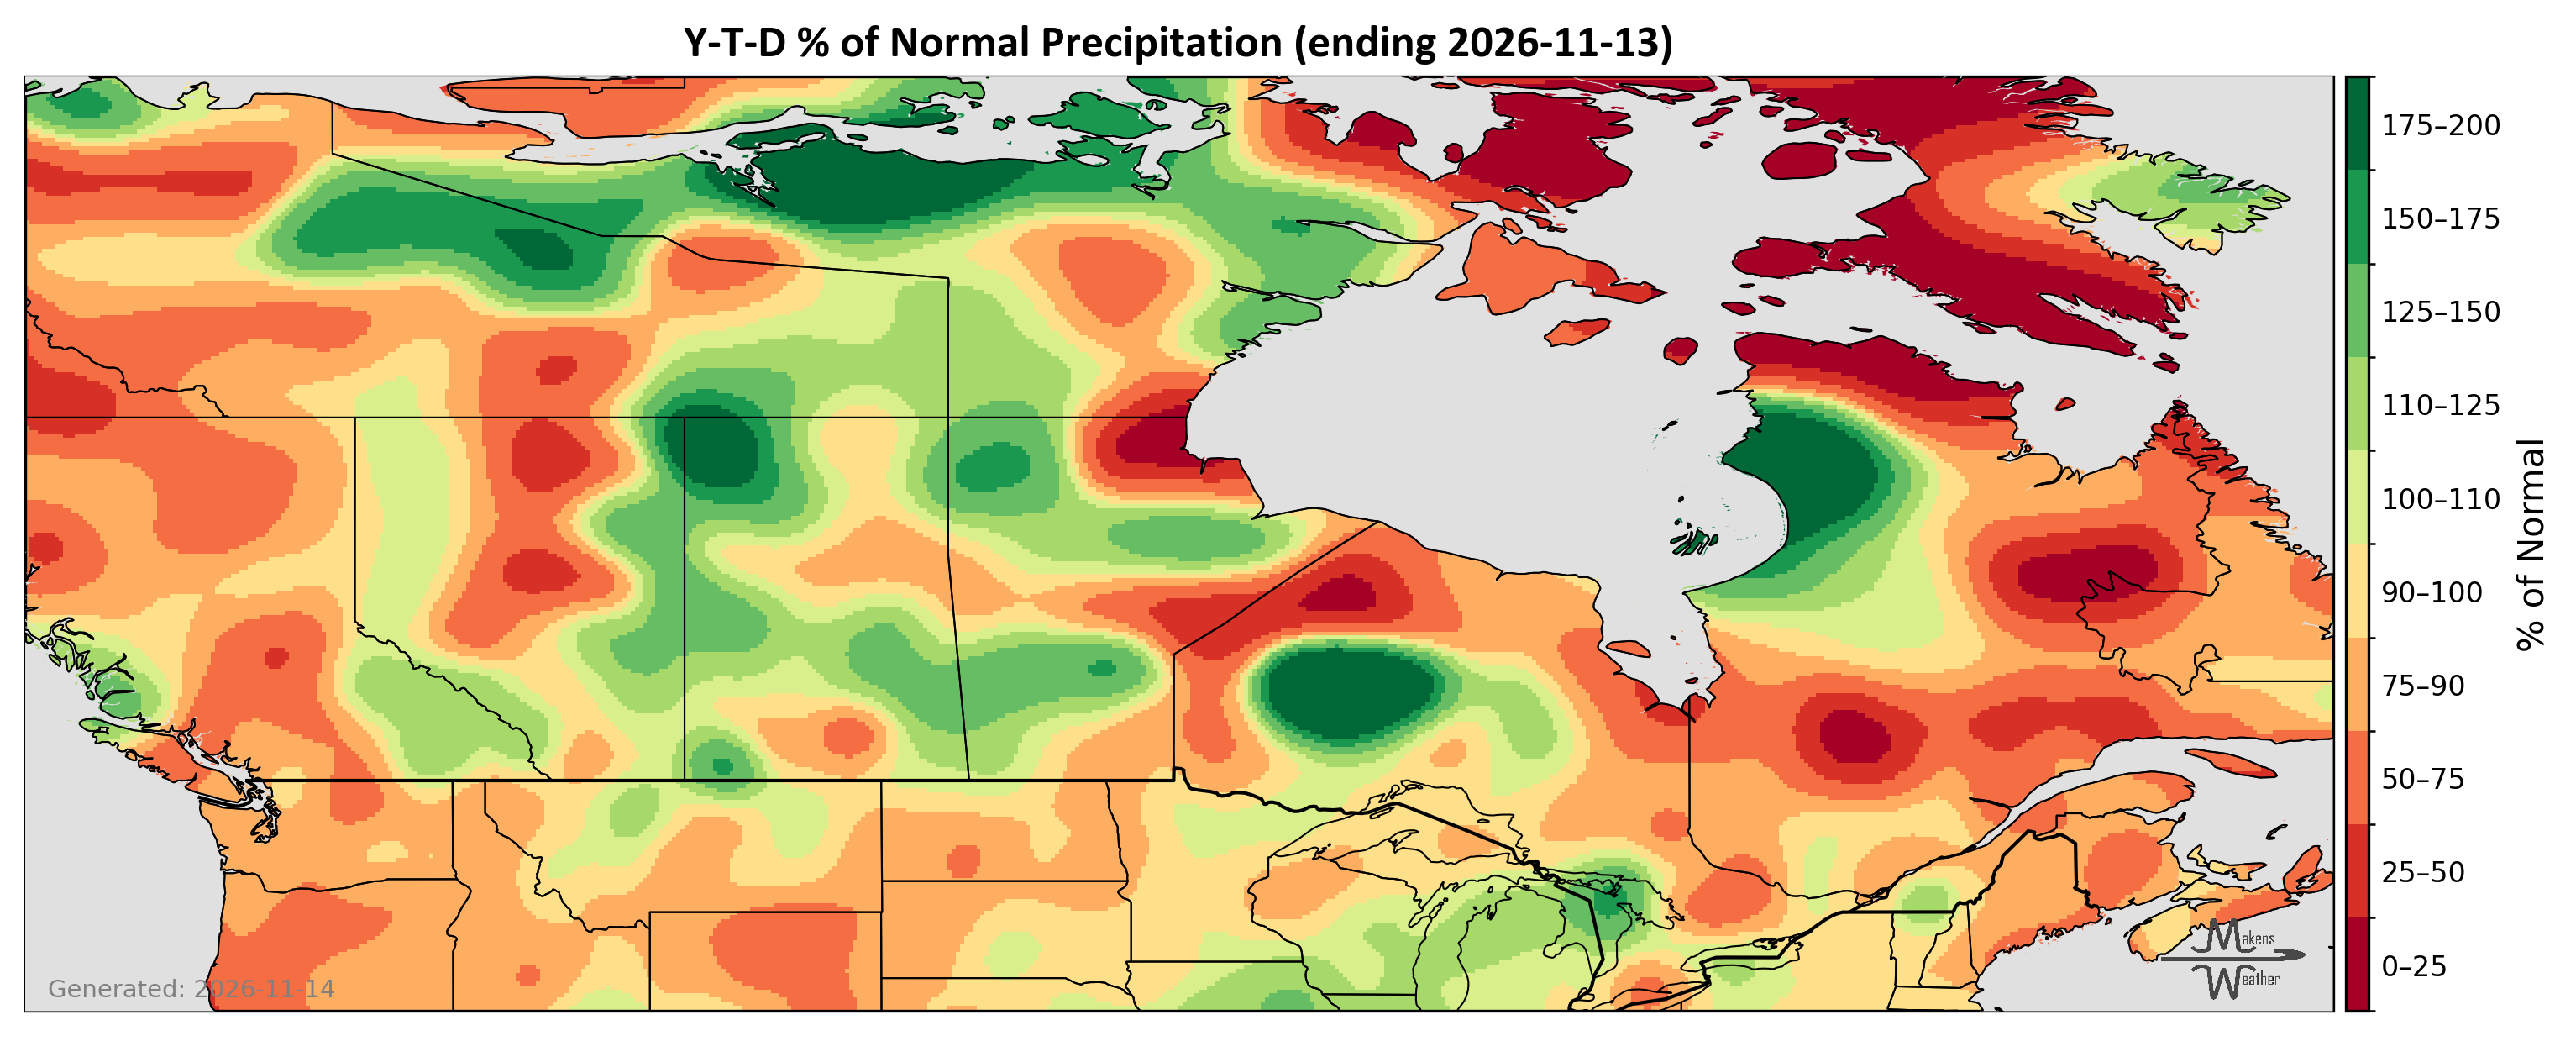 Y-T-D % of Normal Precipitation (ending 2026-11-13)
175–200
150–175
125–150
110–125
100–110
90–100
75–90
50–75
25–50
0–25
% of Normal
Generated: 2026-11-14
Makens
Weather